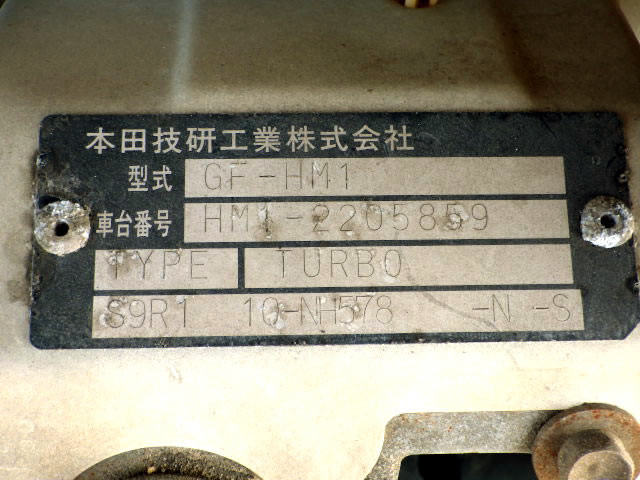 本田技研工業株式会社
型式 GF-HM1
車台番号 HM1-2205859
TYPE TURBO
S9R1 10-NH578 -N -S